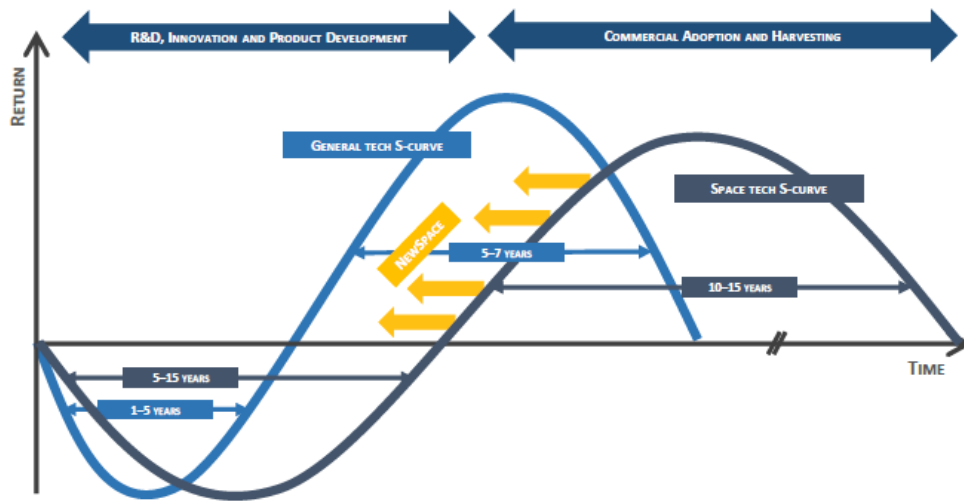 R&D, INNOVATION AND PRODUCT DEVELOPMENT
COMMERCIAL ADOPTION AND HARVESTING
RETURN
GENERAL TECH S-CURVE
SPACE TECH S-CURVE
NEWSPACE
5–7 YEARS
10–15 YEARS
TIME
5–15 YEARS
1–5 YEARS